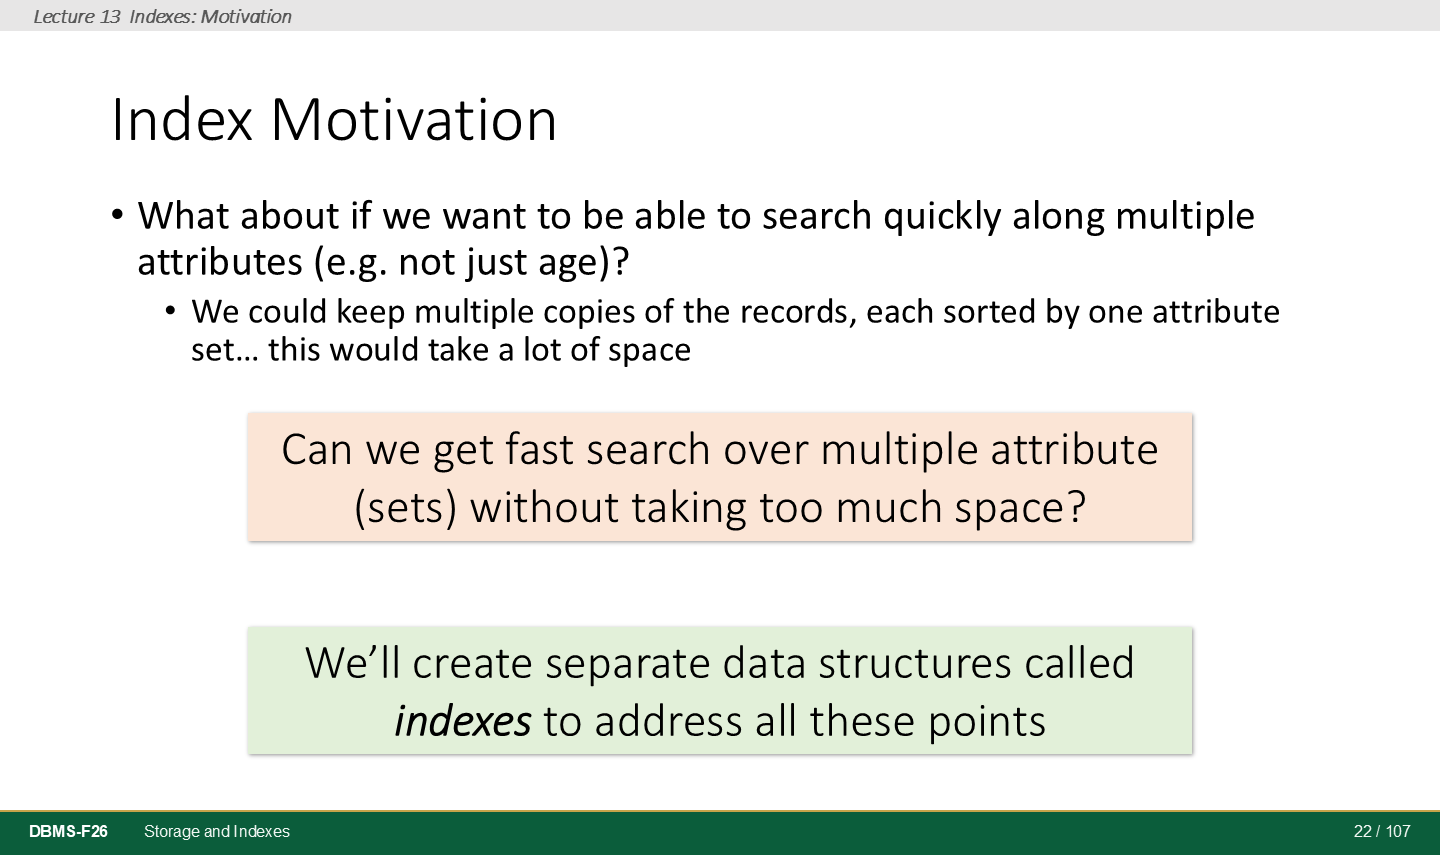 Lecture 13  Indexes: Motivation
Index Motivation
• What about if we want to be able to search quickly along multiple
attributes (e.g. not just age)?
• We could keep multiple copies of the records, each sorted by one attribute
set… this would take a lot of space
Can we get fast search over multiple attribute
(sets) without taking too much space?
We’ll create separate data structures called
indexes to address all these points
DBMS-F26 Storage and Indexes 22 / 107